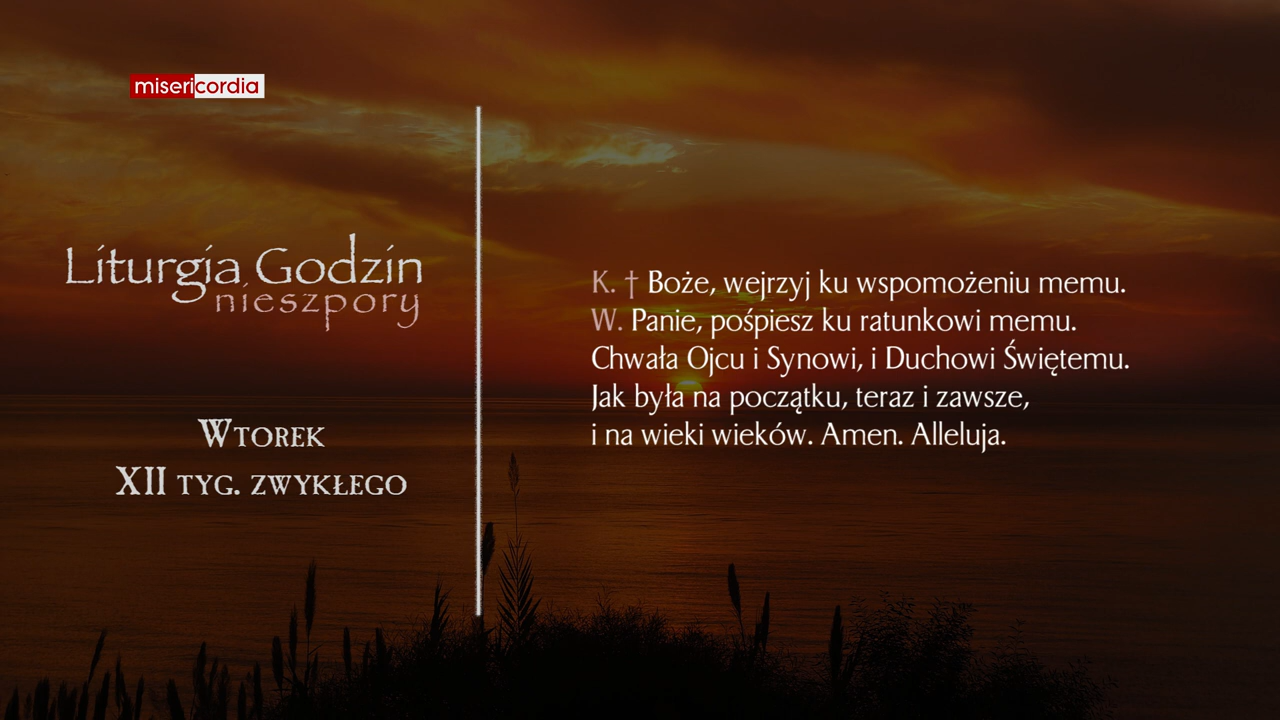 misericordia
Liturgia Godzin
nieszpory
Wtorek
XII tyg. zwykłego
K. † Boże, wejrzyj ku wspomożeniu memu.
W. Panie, pośpiesz ku ratunkowi memu.
Chwała Ojcu i Synowi, i Duchowi Świętemu.
Jak była na początku, teraz i zawsze,
i na wieki wieków. Amen. Alleluja.